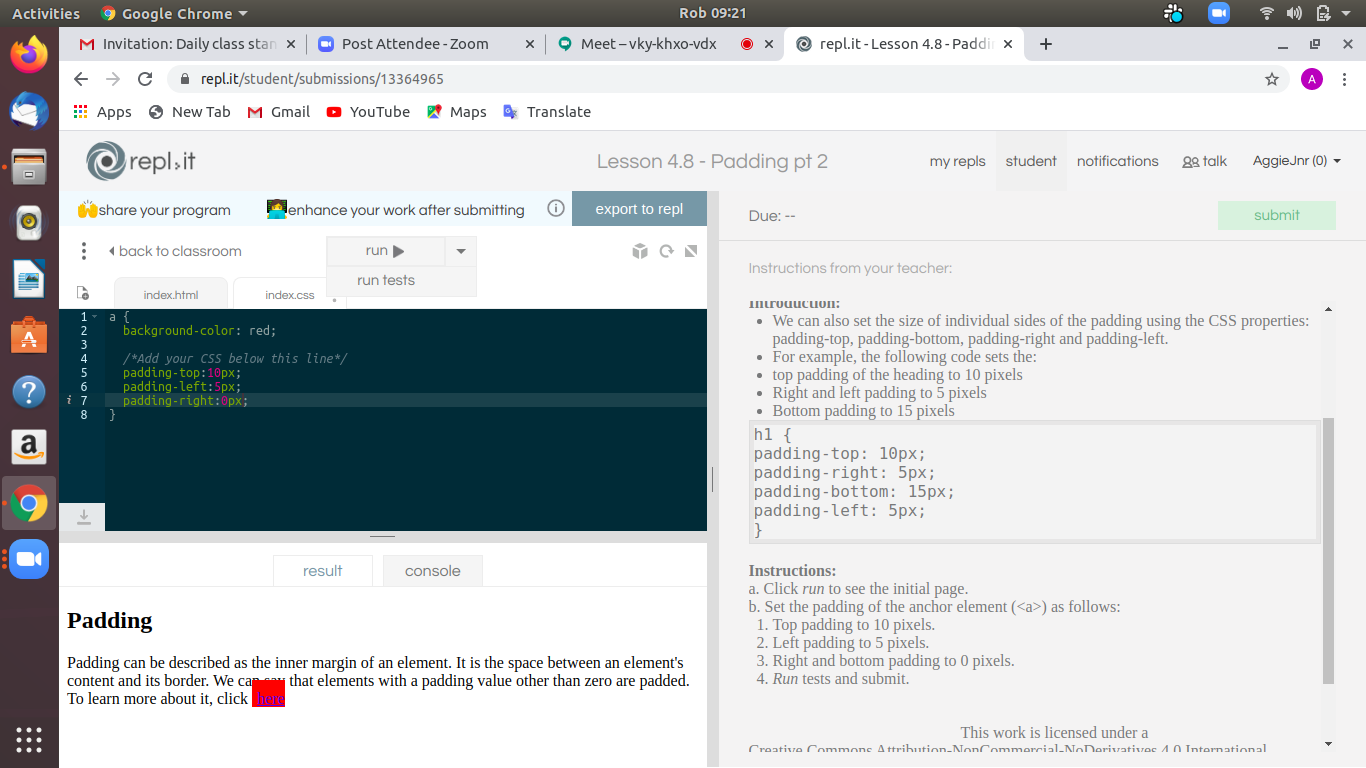 Activities
Google Chrome
Rob 09:21
Invitation: Daily class stan
Post Attendee - Zoom
Meet – vky-khxo-vdx
repl.it - Lesson 4.8 - Paddin
repl.it/student/submissions/13364965
A
Apps
New Tab
Gmail
YouTube
Maps
Translate
repl.it
Lesson 4.8 - Padding pt 2
my repls
student
notifications
talk
AggieJnr (0)
share your program
enhance your work after submitting
export to repl
Due: --
submit
back to classroom
run
run tests
Instructions from your teacher:
index.html
index.css
1 a {
2 background-color: red;
3
4 /*Add your CSS below this line*/
5 padding-top:10px;
6 padding-left:5px;
i 7 padding-right:0px;
8 }
Introduction:
• We can also set the size of individual sides of the padding using the CSS properties:
padding-top, padding-bottom, padding-right and padding-left.
• For example, the following code sets the:
• top padding of the heading to 10 pixels
• Right and left padding to 5 pixels
• Bottom padding to 15 pixels
h1 {
padding-top: 10px;
padding-right: 5px;
padding-bottom: 15px;
padding-left: 5px;
}
Instructions:
a. Click run to see the initial page.
b. Set the padding of the anchor element (<a>) as follows:
1. Top padding to 10 pixels.
2. Left padding to 5 pixels.
3. Right and bottom padding to 0 pixels.
4. Run tests and submit.
This work is licensed under a
Creative Commons Attribution-NonCommercial-NoDerivatives 4.0 International
result
console
Padding
Padding can be described as the inner margin of an element. It is the space between an element's
content and its border. We can say that elements with a padding value other than zero are padded.
To learn more about it, click here